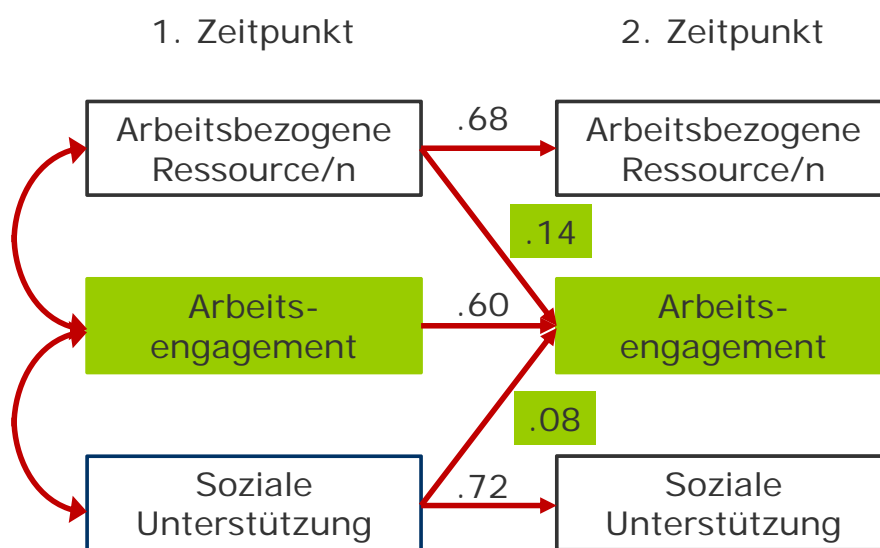 1. Zeitpunkt
2. Zeitpunkt
Arbeitsbezogene
Ressource/n
.68
Arbeitsbezogene
Ressource/n
.14
Arbeits-
engagement
.60
Arbeits-
engagement
.08
Soziale
Unterstützung
.72
Soziale
Unterstützung